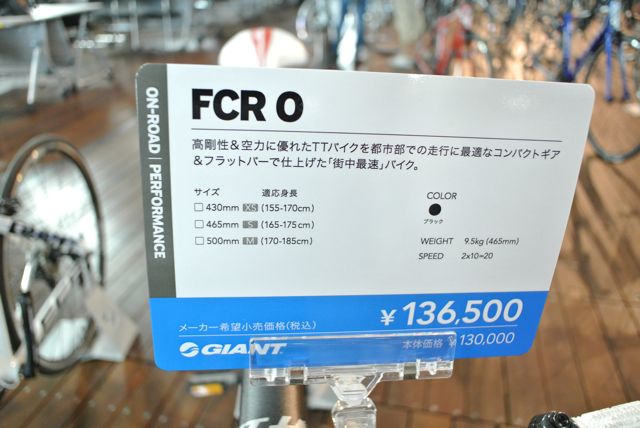 ON-ROAD | PERFORMANCE
FCR 0
高剛性＆空力に優れたTTバイクを都市部での走行に最適なコンパクトギア
＆フラットバーで仕上げた「街中最速」バイク。
サイズ 適応身長
□430mm XS (155-170cm)
□465mm S (165-175cm)
□500mm M (170-185cm)
COLOR
ブラック
WEIGHT 9.5kg (465mm)
SPEED 2x10=20
メーカー希望小売価格(税込) ¥136,500
GIANT 本体価格 ¥130,000
GIANT